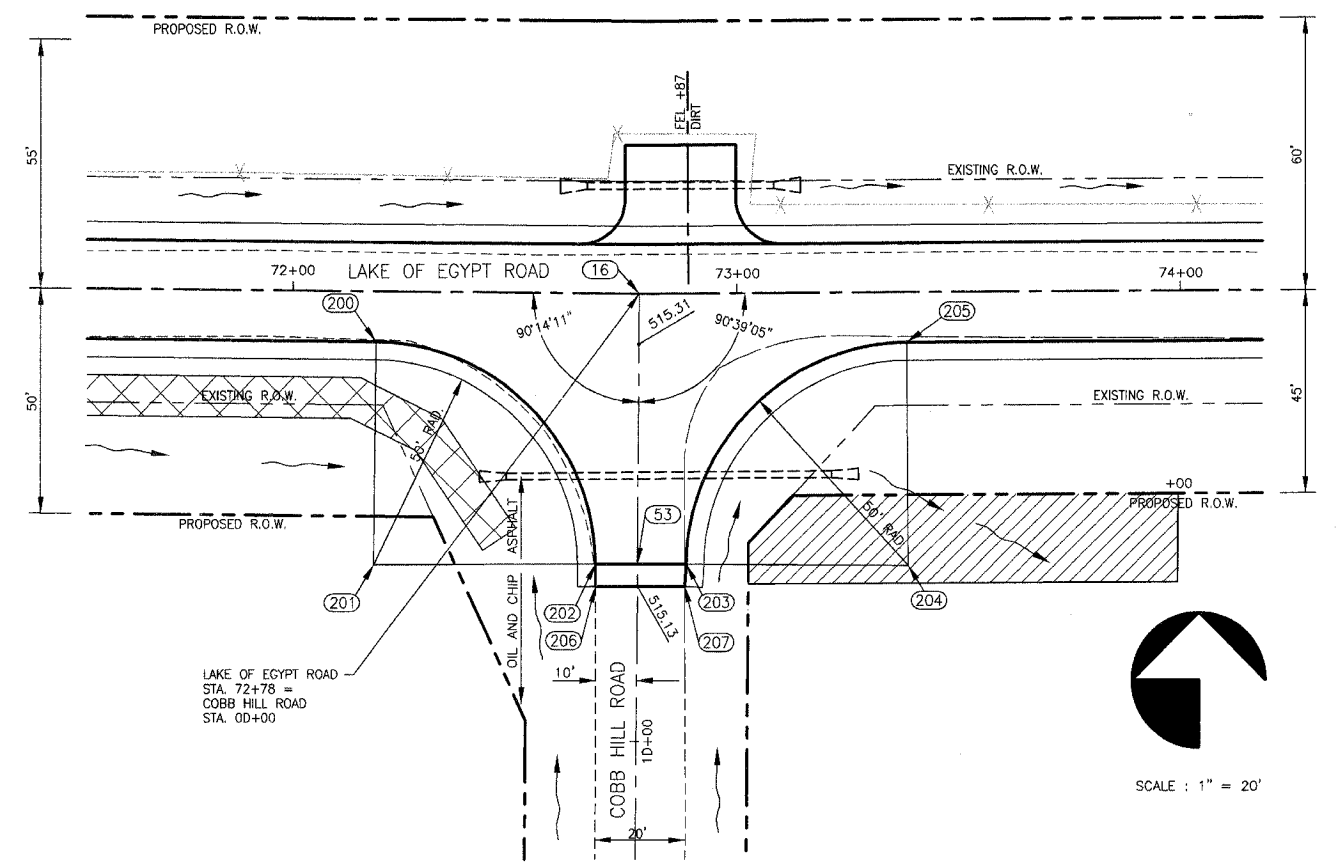 PROPOSED R.O.W.
FEL +87
DIRT
55'
60'
EXISTING R.O.W.
72+00
LAKE OF EGYPT ROAD
16
73+00
74+00
200
515.31
205
90°14'11"
90°39'05"
50'
EXISTING R.O.W.
50' RAD.
EXISTING R.O.W.
45'
+00
PROPOSED R.O.W.
PROPOSED R.O.W.
53
50' RAD.
OIL AND CHIP ASPHALT
201
202
203
204
206
515.13
207
10'
LAKE OF EGYPT ROAD
STA. 72+78 =
COBB HILL ROAD
STA. 0D+00
COBB HILL ROAD
1D+00
20'
SCALE : 1" = 20'